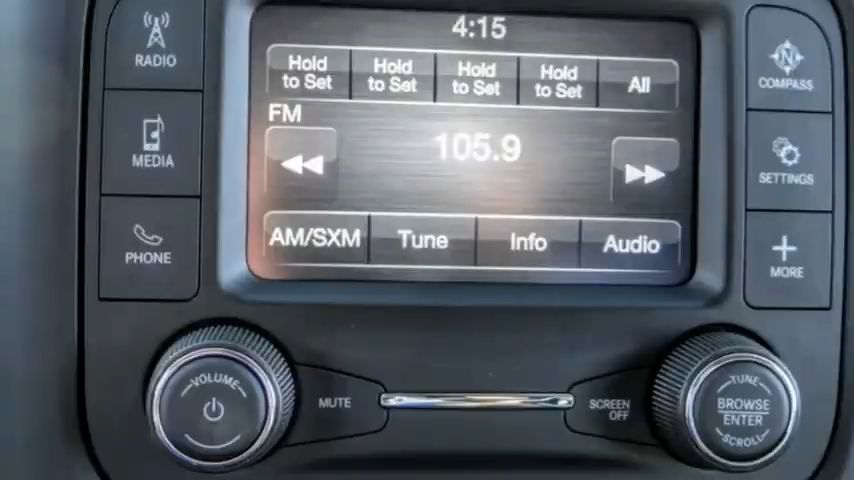 4:15
RADIO
MEDIA
PHONE
Hold to Set
Hold to Set
Hold to Set
Hold to Set
All
FM
105.9
AM/SXM
Tune
Info
Audio
N
COMPASS
SETTINGS
MORE
VOLUME
MUTE
SCREEN OFF
TUNE
BROWSE
ENTER
SCROLL